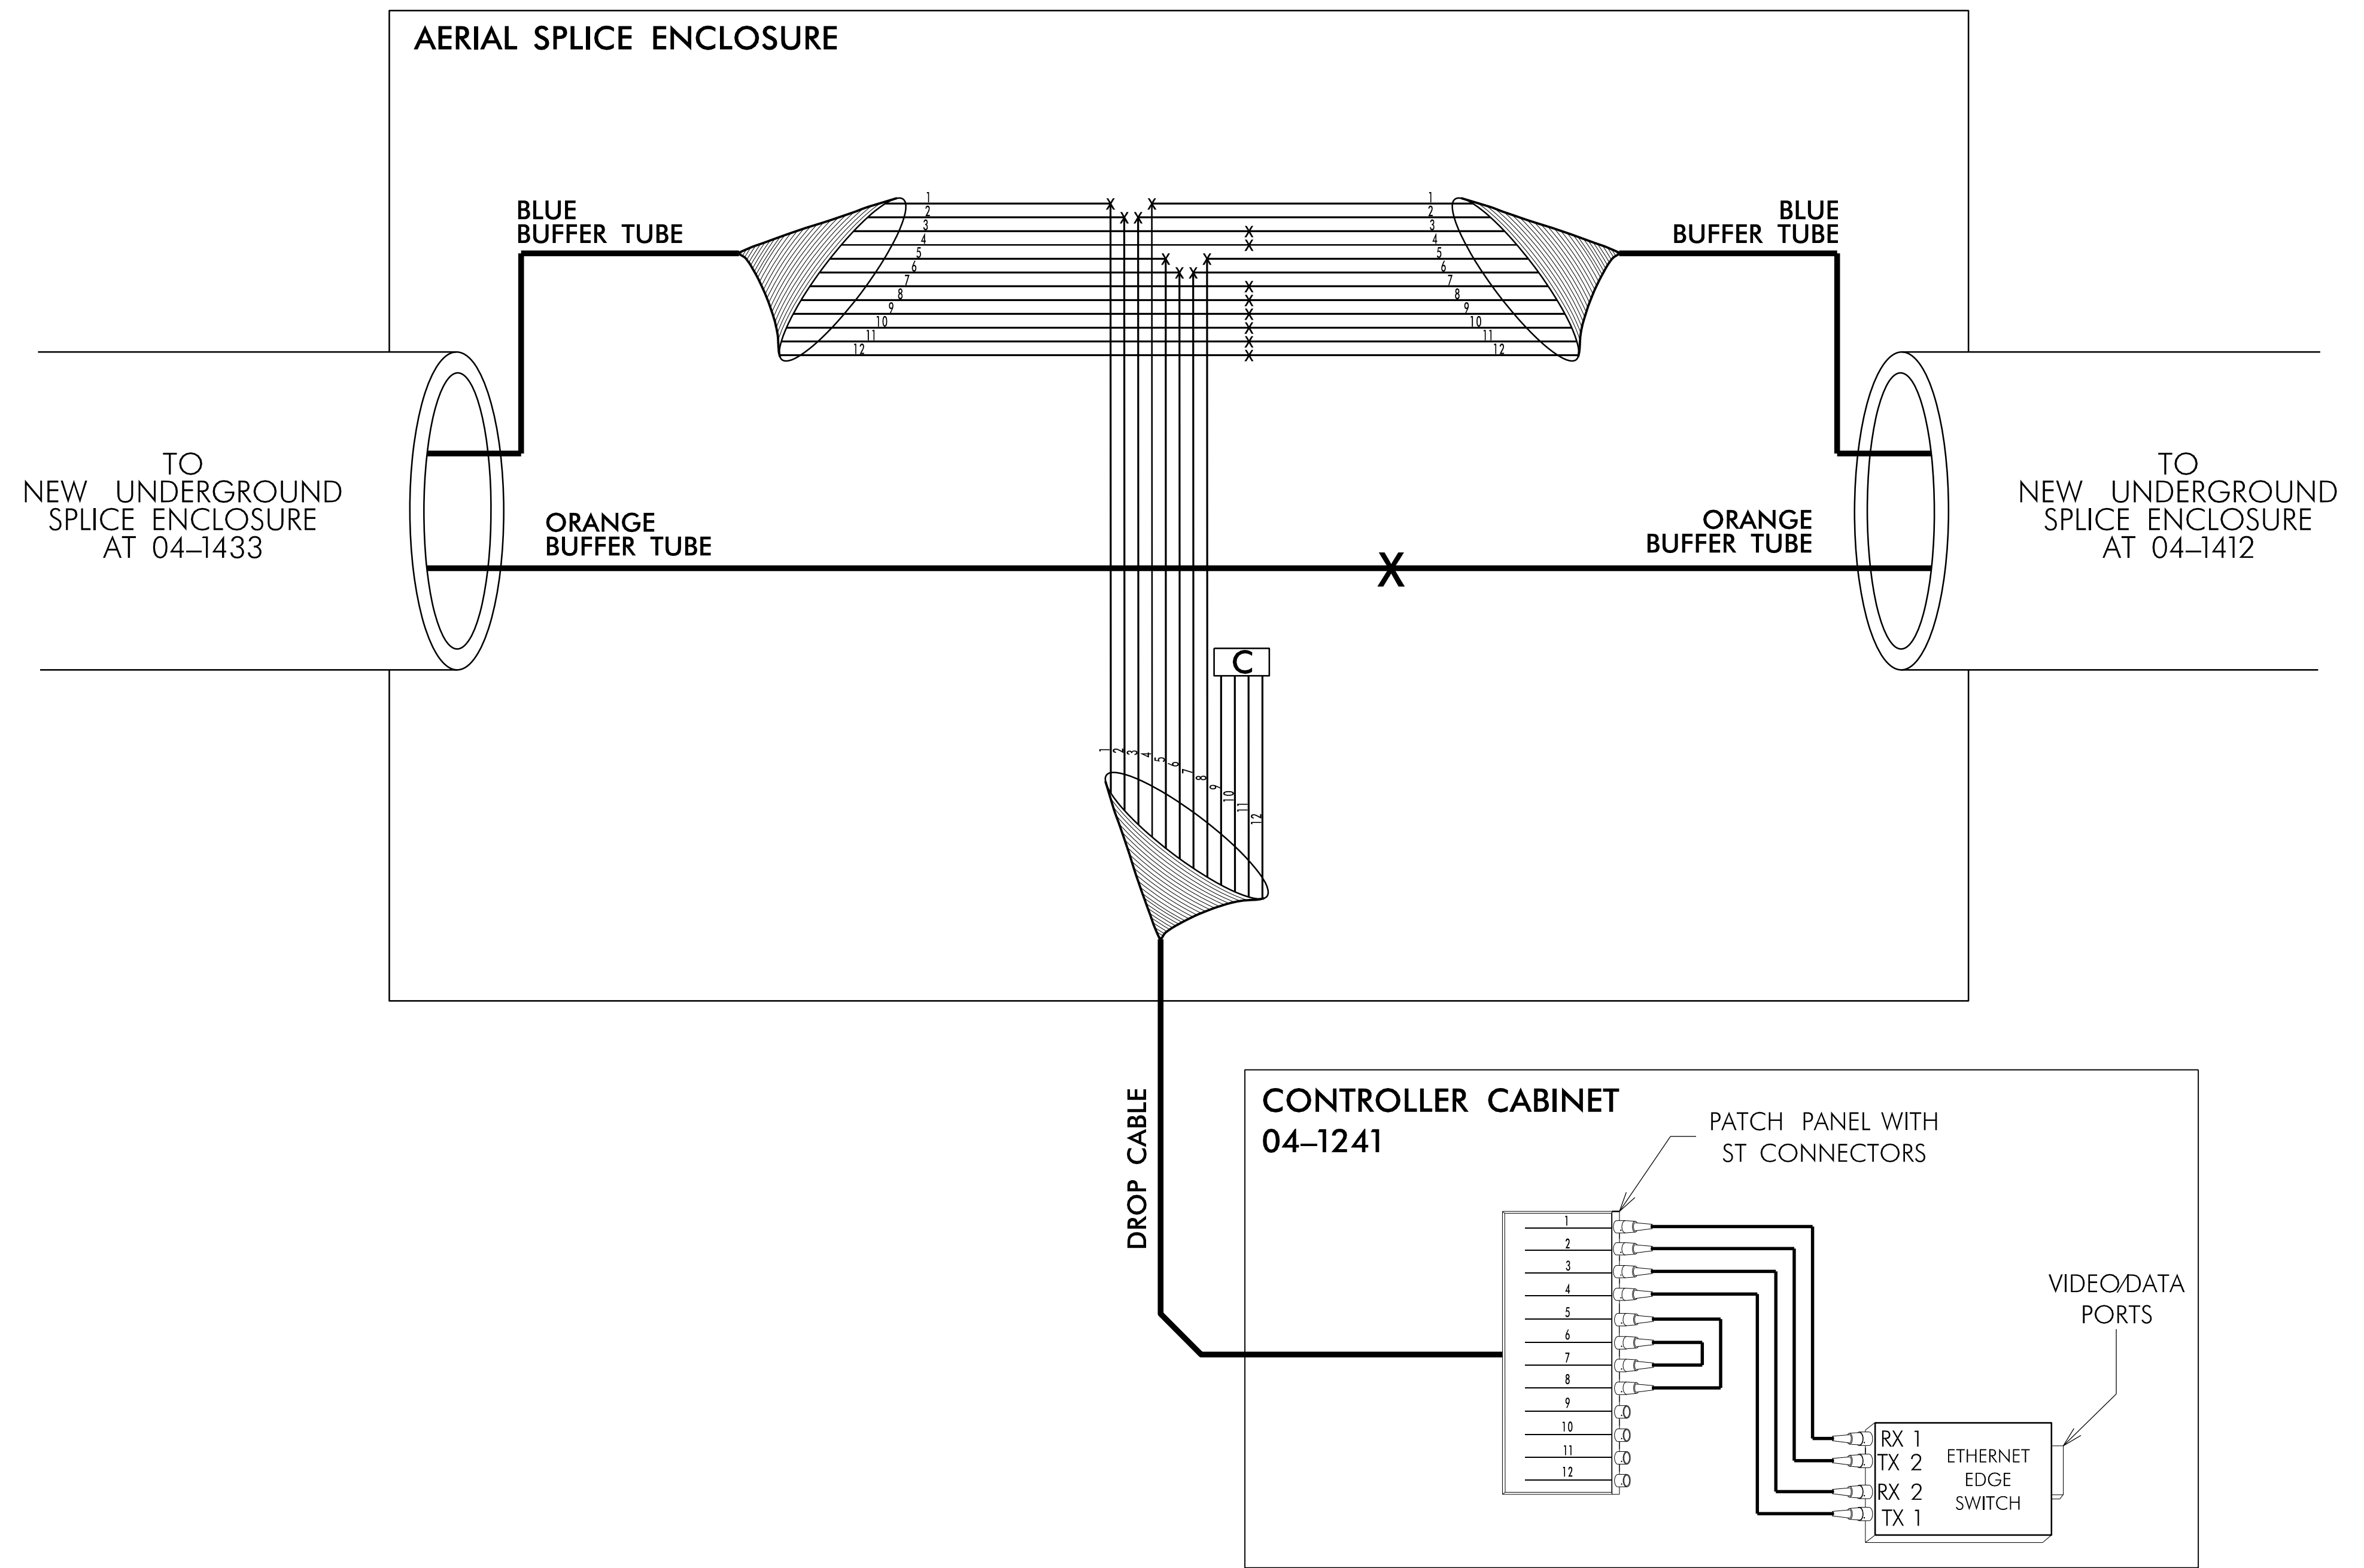 AERIAL SPLICE ENCLOSURE
BLUE
BUFFER TUBE
1
2
3
4
5
6
7
8
9
10
11
12
X X X X
X
X
X X X X
X
X
X
X
X
X
1
2
3
4
5
6
7
8
9
10
11
12
BLUE
BUFFER TUBE
TO
NEW UNDERGROUND
SPLICE ENCLOSURE
AT 04–1433
ORANGE
BUFFER TUBE
X
ORANGE
BUFFER TUBE
TO
NEW UNDERGROUND
SPLICE ENCLOSURE
AT 04–1412
C
1
2
3
4
5
6
7
8
9
10
11
12
DROP CABLE
CONTROLLER CABINET
04–1241
PATCH PANEL WITH
ST CONNECTORS
1
2
3
4
5
6
7
8
9
10
11
12
VIDEO/DATA
PORTS
RX 1
TX 2
RX 2
TX 1
ETHERNET
EDGE
SWITCH